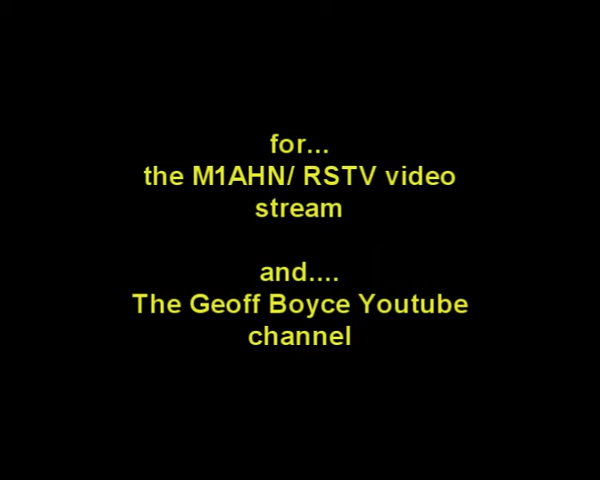 for...
the M1AHN/ RSTV video
stream
and....
The Geoff Boyce Youtube
channel